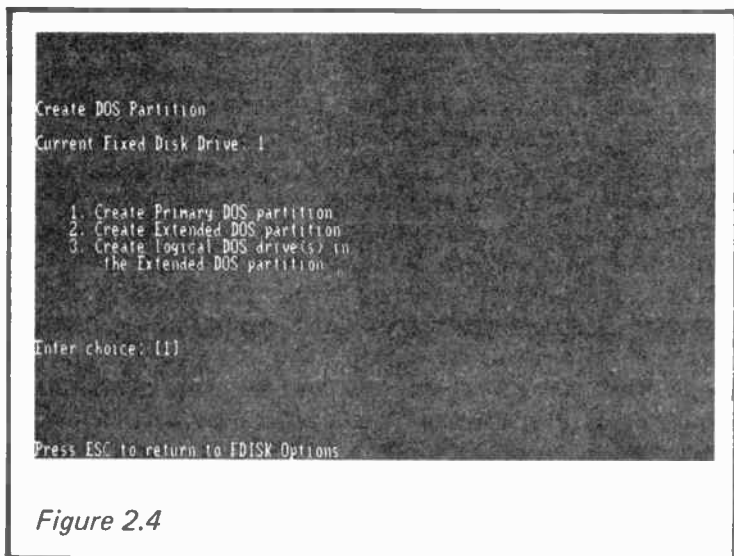 Create DOS Partition
Current Fixed Disk Drive: 1
1. Create Primary DOS partition
2. Create Extended DOS partition
3. Create logical DOS drive(s) in
the Extended DOS partition
Enter choice: [1]
Press ESC to return to FDISK Options
Figure 2.4